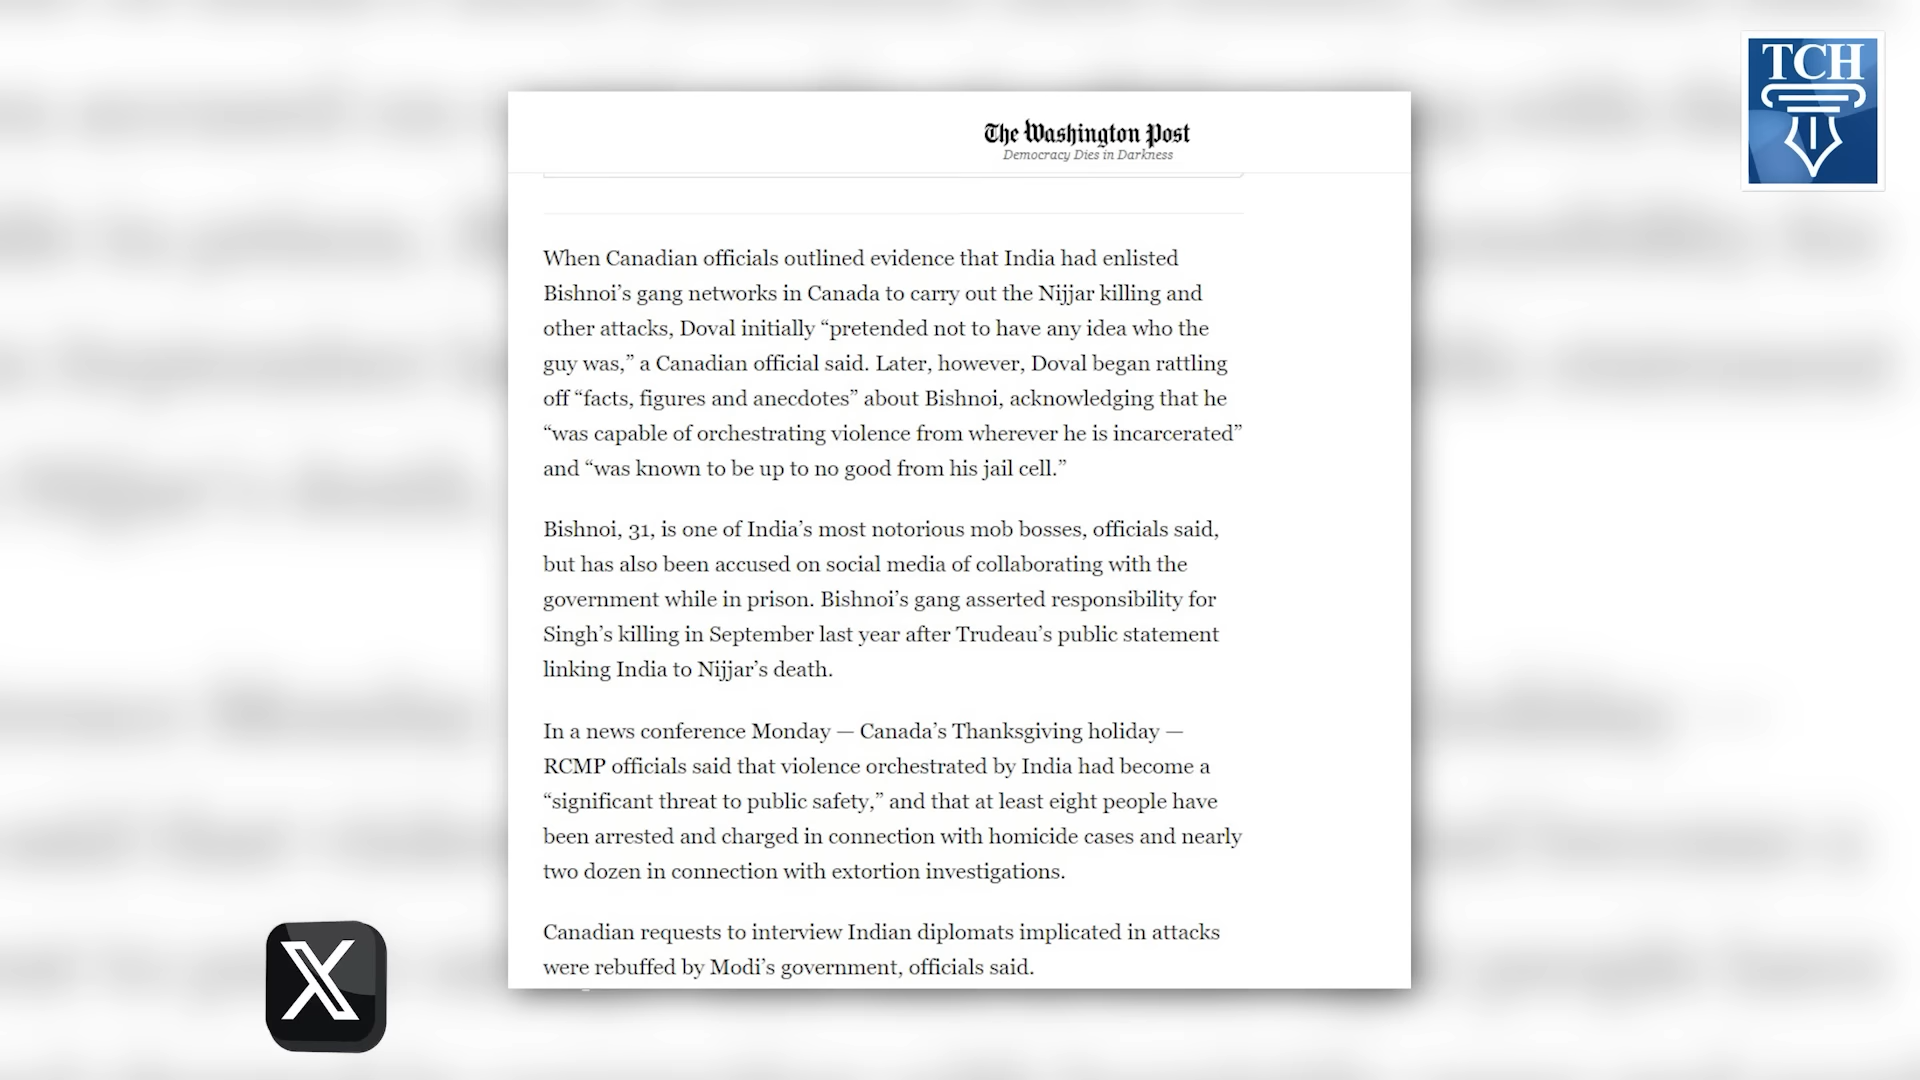 TCH
The Washington Post
Democracy Dies in Darkness
When Canadian officials outlined evidence that India had enlisted
Bishnoi’s gang networks in Canada to carry out the Nijjar killing and
other attacks, Doval initially “pretended not to have any idea who the
guy was,” a Canadian official said. Later, however, Doval began rattling
off “facts, figures and anecdotes” about Bishnoi, acknowledging that he
“was capable of orchestrating violence from wherever he is incarcerated”
and “was known to be up to no good from his jail cell.”
Bishnoi, 31, is one of India’s most notorious mob bosses, officials said,
but has also been accused on social media of collaborating with the
government while in prison. Bishnoi’s gang asserted responsibility for
Singh’s killing in September last year after Trudeau’s public statement
linking India to Nijjar’s death.
In a news conference Monday — Canada’s Thanksgiving holiday —
RCMP officials said that violence orchestrated by India had become a
“significant threat to public safety,” and that at least eight people have
been arrested and charged in connection with homicide cases and nearly
two dozen in connection with extortion investigations.
Canadian requests to interview Indian diplomats implicated in attacks
were rebuffed by Modi’s government, officials said.
X